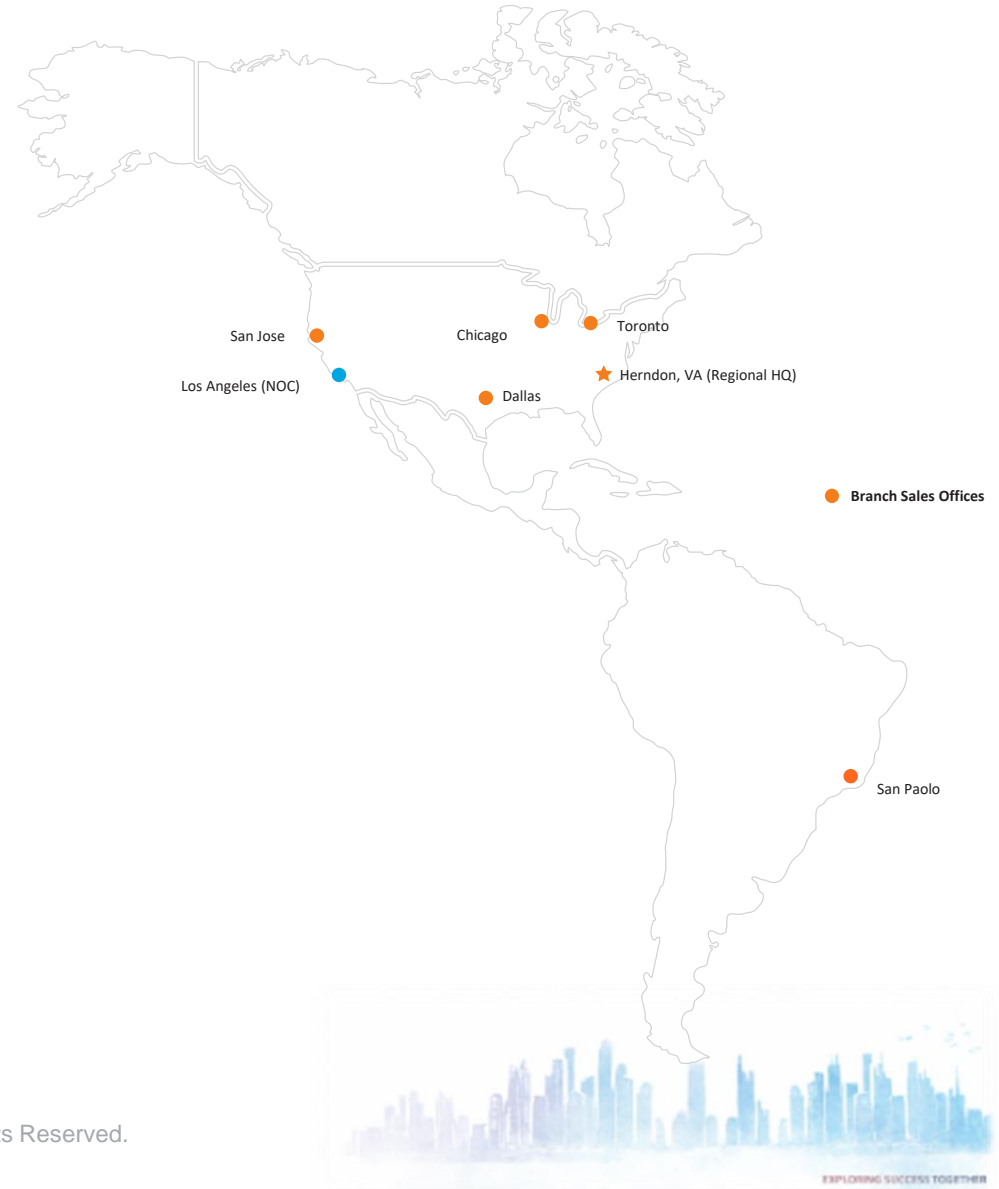 San Jose
Chicago
Toronto
Los Angeles (NOC)
Herndon, VA (Regional HQ)
Dallas
Branch Sales Offices
San Paolo
ts Reserved.
EXPLORING SUCCESS TOGETHER